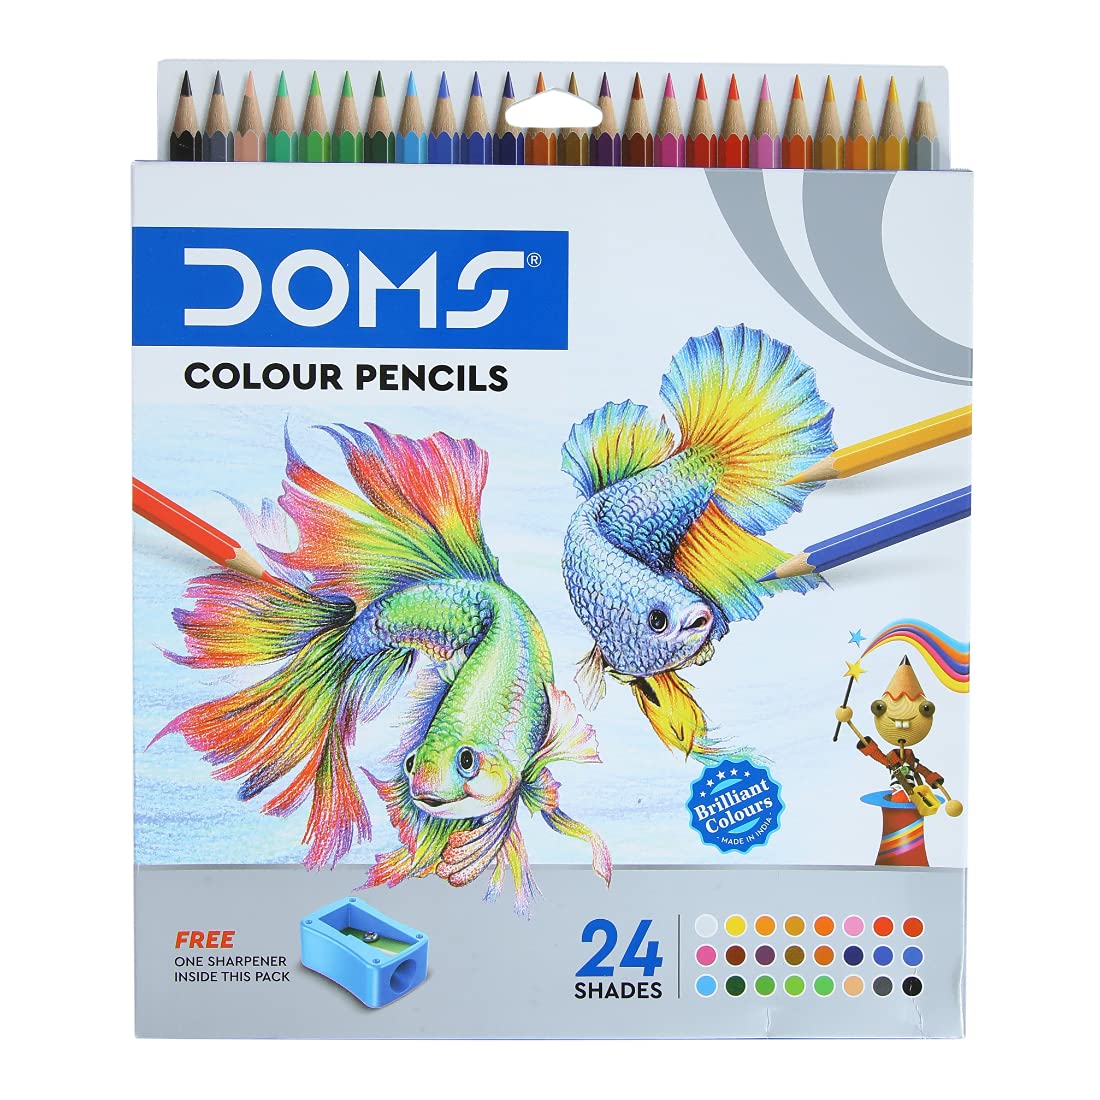 DOMS®
COLOUR PENCILS
Brilliant
Colours
- MADE IN INDIA -
FREE
ONE SHARPENER
INSIDE THIS PACK
24
SHADES